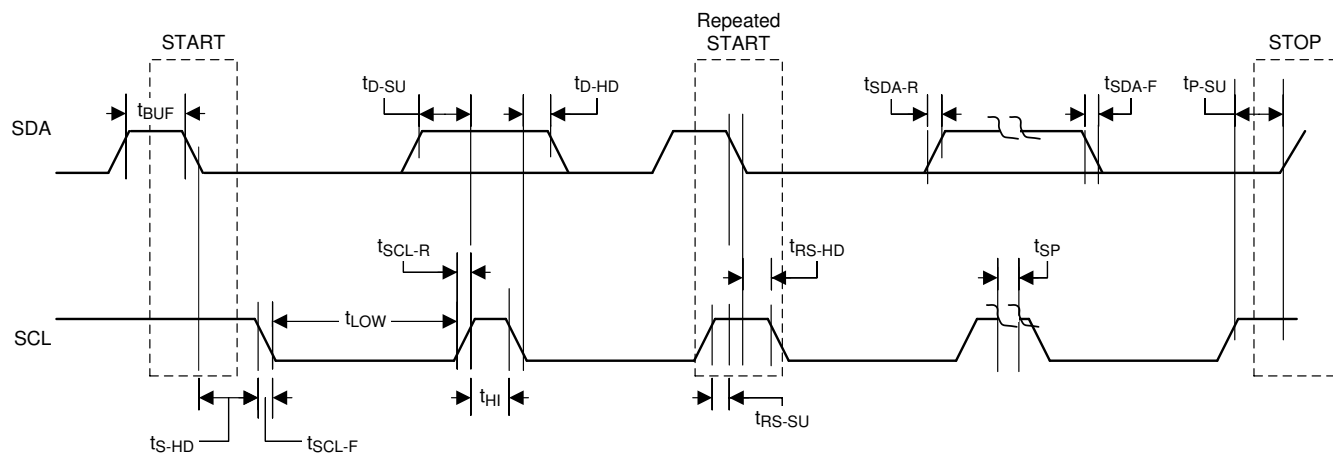 START
Repeated
START
STOP
tD-SU
tD-HD
tSDA-R
tSDA-F
tP-SU
tBUF
SDA
tSCL-R
tRS-HD
tSP
tLOW
SCL
tHI
tRS-SU
tS-HD
tSCL-F